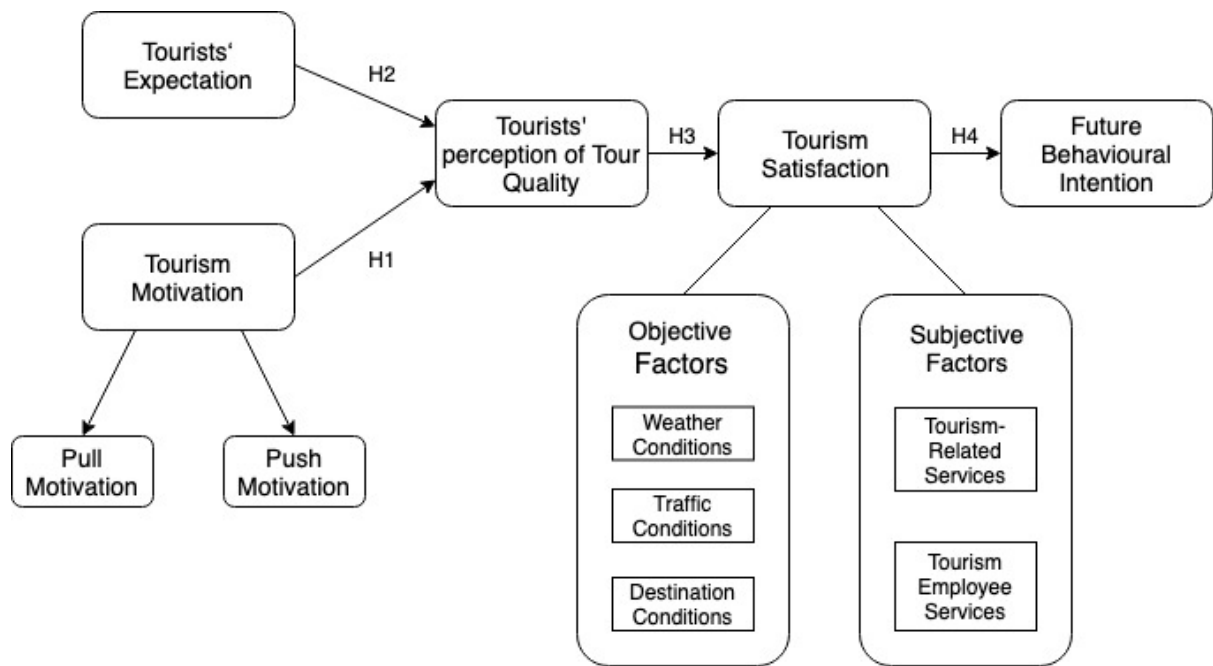 Tourists‘
Expectation
H2
Tourists'
perception of Tour
Quality
H3
Tourism
Satisfaction
H4
Future
Behavioural
Intention
Tourism
Motivation
H1
Pull
Motivation
Push
Motivation
Objective
Factors
Weather
Conditions
Traffic
Conditions
Destination
Conditions
Subjective
Factors
Tourism-
Related
Services
Tourism
Employee
Services